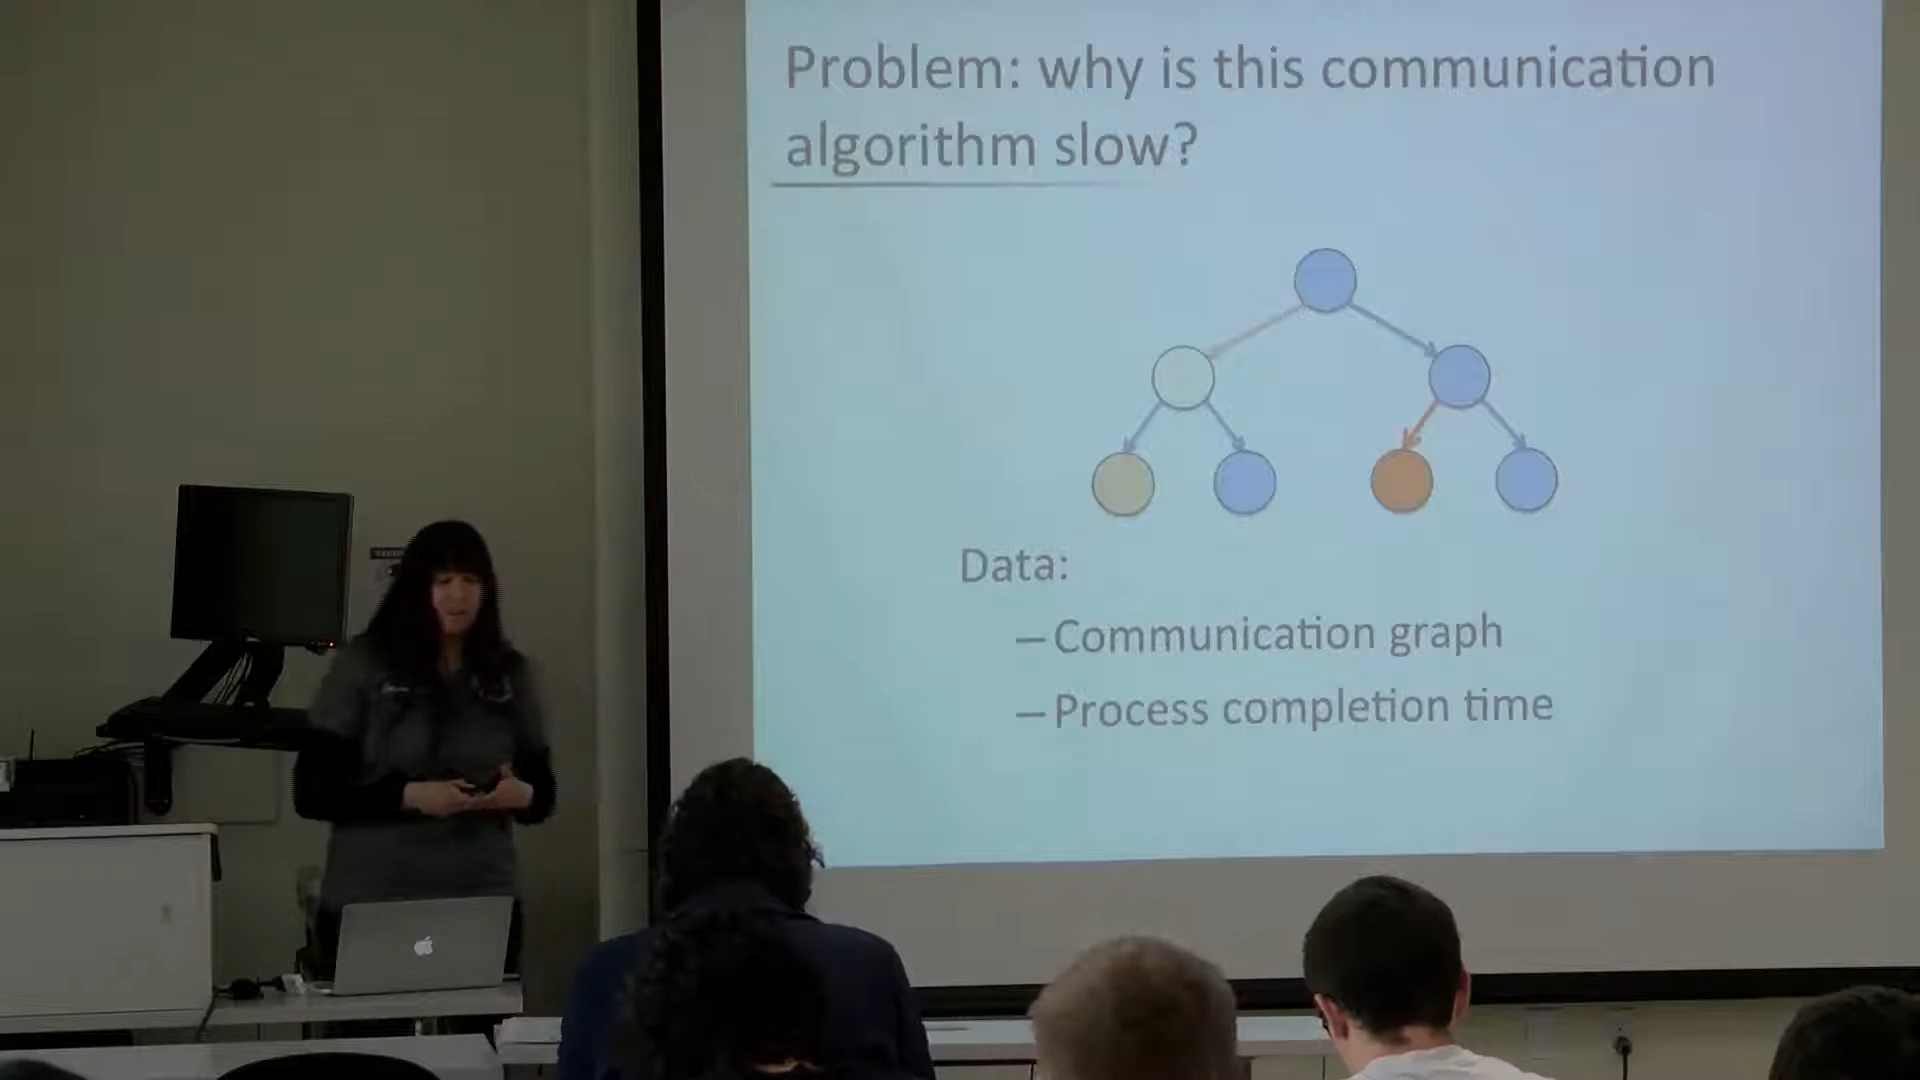 Problem: why is this communication
algorithm slow?
Data:
– Communication graph
– Process completion time